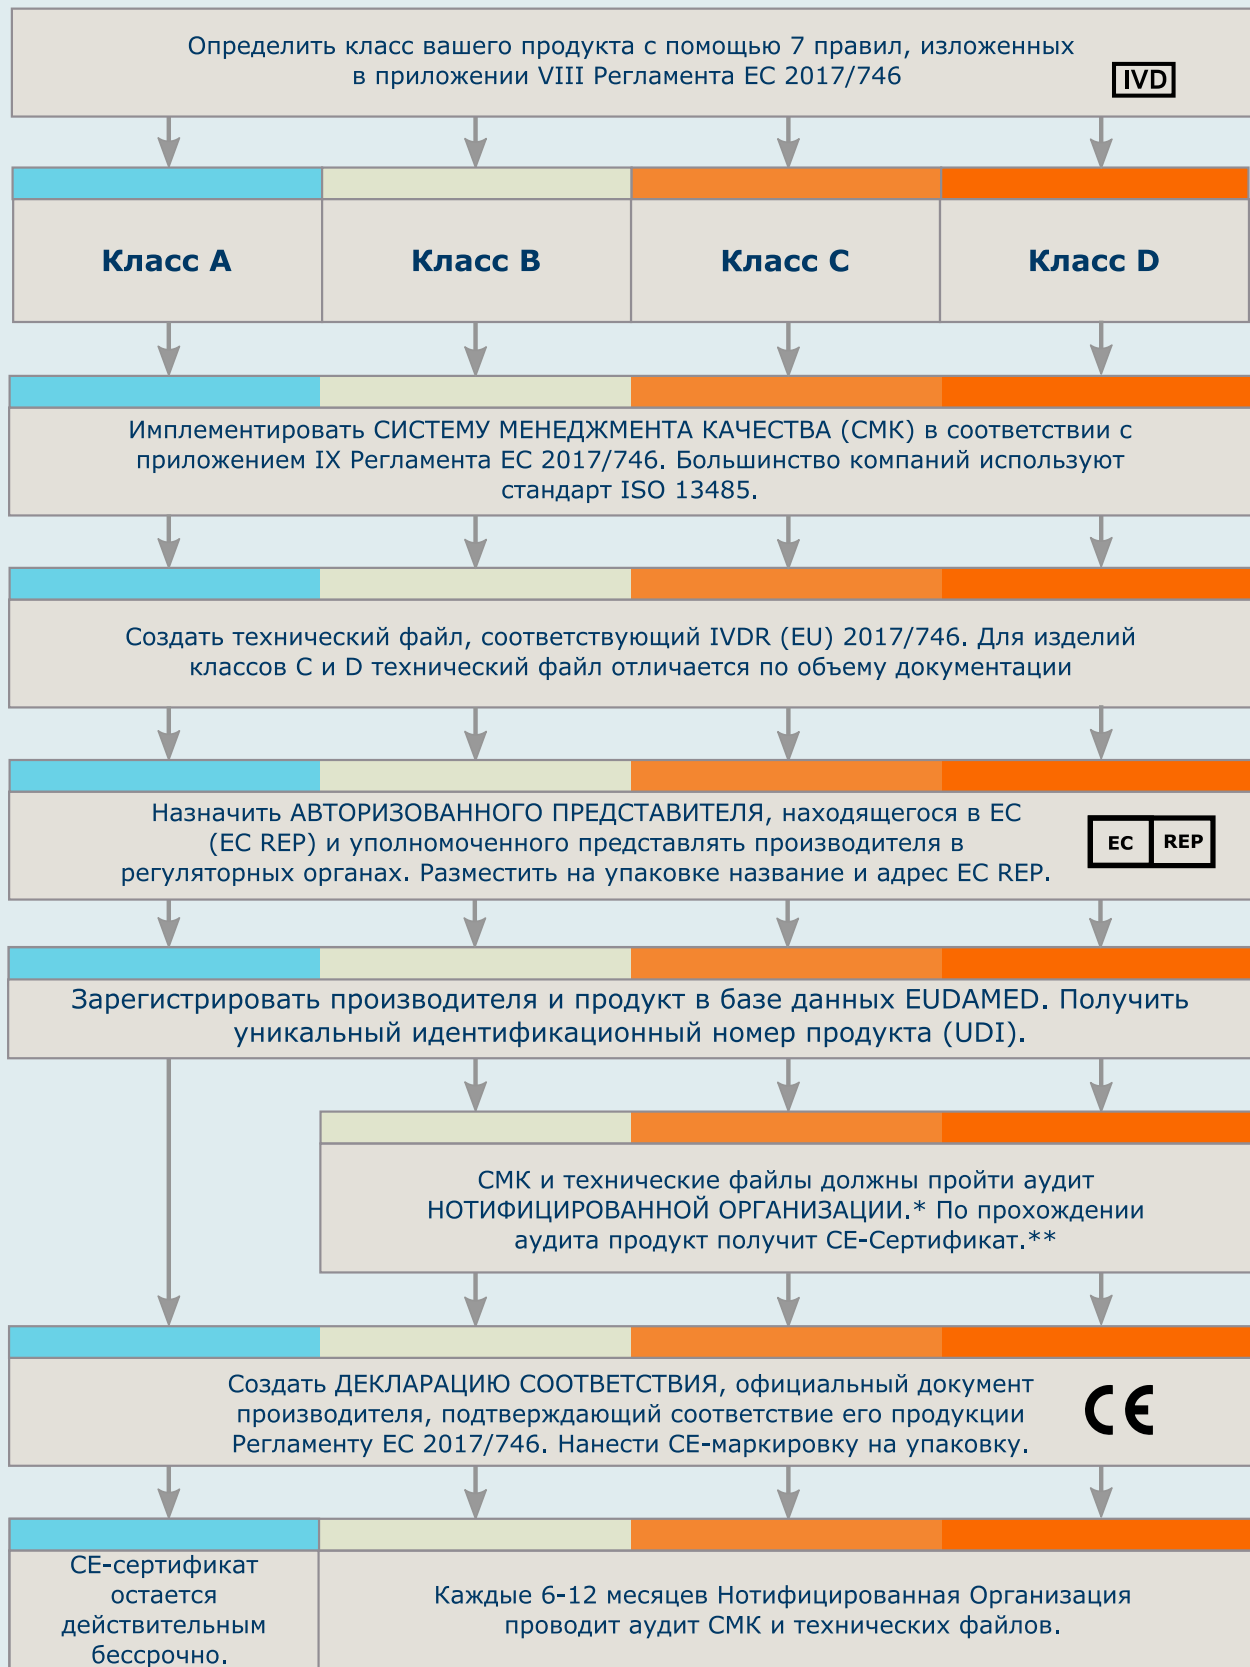 Определить класс вашего продукта с помощью 7 правил, изложенных
в приложении VIII Регламента ЕС 2017/746
IVD
Класс A
Класс B
Класс C
Класс D
Имплементировать СИСТЕМУ МЕНЕДЖМЕНТА КАЧЕСТВА (СМК) в соответствии с
приложением IX Регламента ЕС 2017/746. Большинство компаний используют
стандарт ISO 13485.
Создать технический файл, соответствующий IVDR (EU) 2017/746. Для изделий
классов C и D технический файл отличается по объему документации
Назначить АВТОРИЗОВАННОГО ПРЕДСТАВИТЕЛЯ, находящегося в ЕС
(EC REP) и уполномоченного представлять производителя в
регуляторных органах. Разместить на упаковке название и адрес EC REP.
EC REP
Зарегистрировать производителя и продукт в базе данных EUDAMED. Получить
уникальный идентификационный номер продукта (UDI).
СМК и технические файлы должны пройти аудит
НОТИФИЦИРОВАННОЙ ОРГАНИЗАЦИИ.* По прохождении
аудита продукт получит CE-Сертификат.**
Создать ДЕКЛАРАЦИЮ СООТВЕТСТВИЯ, официальный документ
производителя, подтверждающий соответствие его продукции
Регламенту ЕС 2017/746. Нанести CE-маркировку на упаковку.
CE
CE-сертификат
остается
действительным
бессрочно.
Каждые 6-12 месяцев Нотифицированная Организация
проводит аудит СМК и технических файлов.